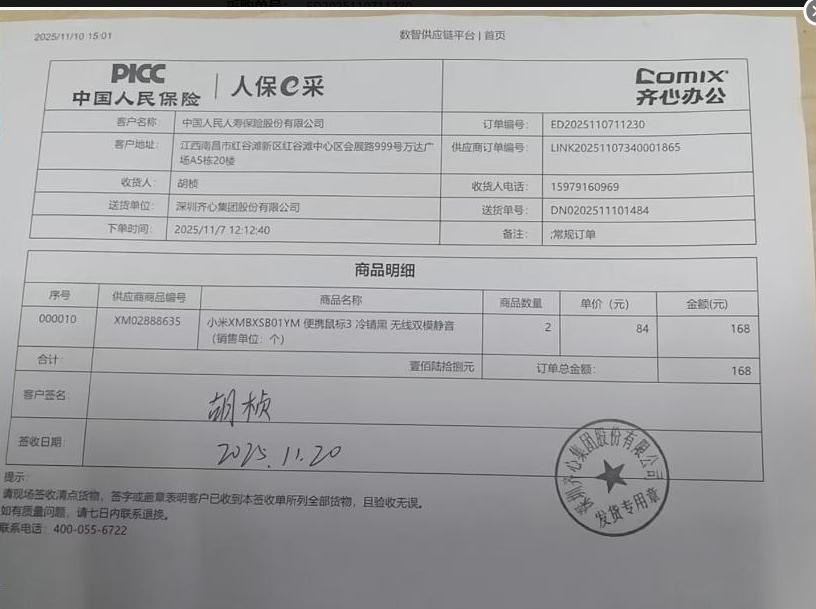 2025/11/10 15:01
数智供应链平台 | 首页
PICC
中国人民保险
人保e采
COMIX
齐心办公
客户名称: 中国人民人寿保险股份有限公司 订单编号: ED2025110711230
客户地址: 江西南昌市红谷滩新区红谷滩中心区会展路999号万达广 供应商订单编号: LINK20251107340001865
场A5栋20楼
收货人: 胡桢 收货人电话: 15979160969
送货单位: 深圳齐心集团股份有限公司 送货单号: DN0202511101484
下单时间: 2025/11/7 12:12:40 备注: ;常规订单
商品明细
序号 供应商商品编号 商品名称 商品数量 单价（元） 金额(元)
000010 XM02888635 小米XMBXSB01YM 便携鼠标3 冷锖黑 无线双模静音 2 84 168
（销售单位：个）
合计: 壹佰陆拾捌元 订单总金额: 168
客户签名:
胡桢
签收日期:
2025.11.20
深圳齐心集团股份有限公司
发货专用章
提示:
请现场签收清点货物，签字或盖章表明客户已收到本签收单所列全部货物，且验收无误。
如有质量问题，请七日内联系退换。
联系电话：400-055-6722